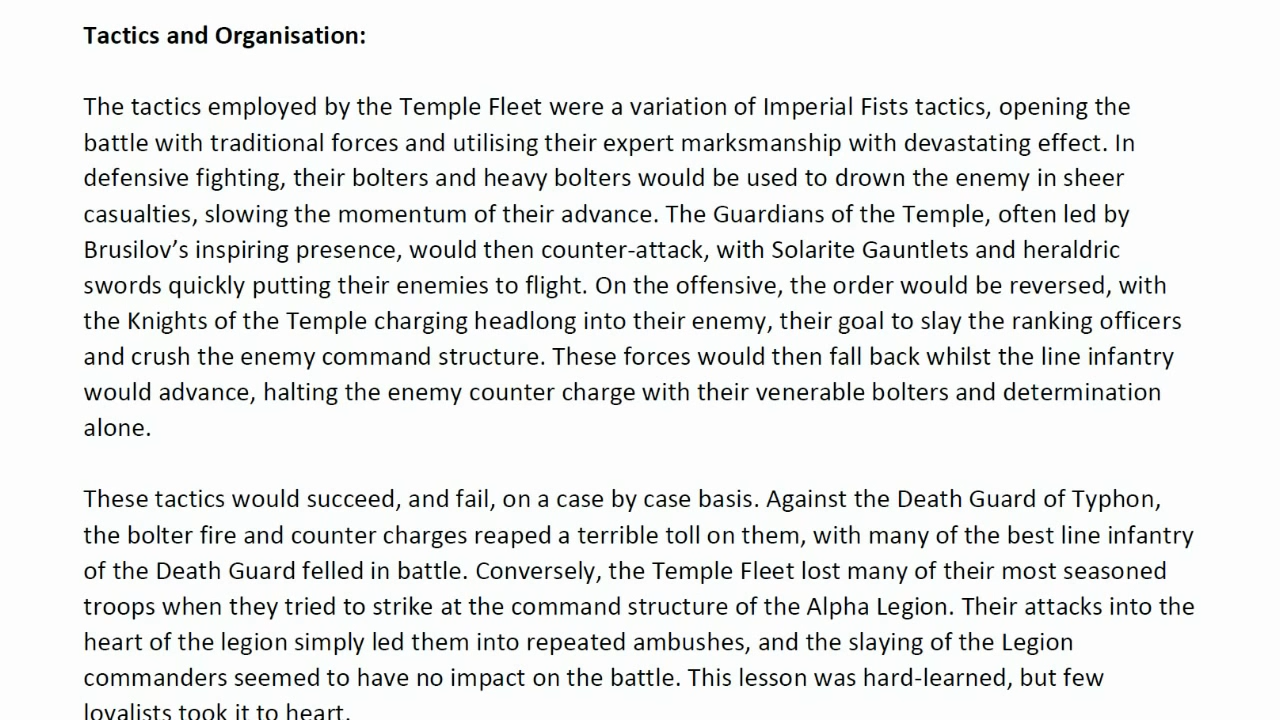 Tactics and Organisation:
The tactics employed by the Temple Fleet were a variation of Imperial Fists tactics, opening the
battle with traditional forces and utilising their expert marksmanship with devastating effect. In
defensive fighting, their bolters and heavy bolters would be used to drown the enemy in sheer
casualties, slowing the momentum of their advance. The Guardians of the Temple, often led by
Brusilov’s inspiring presence, would then counter-attack, with Solarite Gauntlets and heraldric
swords quickly putting their enemies to flight. On the offensive, the order would be reversed, with
the Knights of the Temple charging headlong into their enemy, their goal to slay the ranking officers
and crush the enemy command structure. These forces would then fall back whilst the line infantry
would advance, halting the enemy counter charge with their venerable bolters and determination
alone.
These tactics would succeed, and fail, on a case by case basis. Against the Death Guard of Typhon,
the bolter fire and counter charges reaped a terrible toll on them, with many of the best line infantry
of the Death Guard felled in battle. Conversely, the Temple Fleet lost many of their most seasoned
troops when they tried to strike at the command structure of the Alpha Legion. Their attacks into the
heart of the legion simply led them into repeated ambushes, and the slaying of the Legion
commanders seemed to have no impact on the battle. This lesson was hard-learned, but few
loyalists took it to heart.